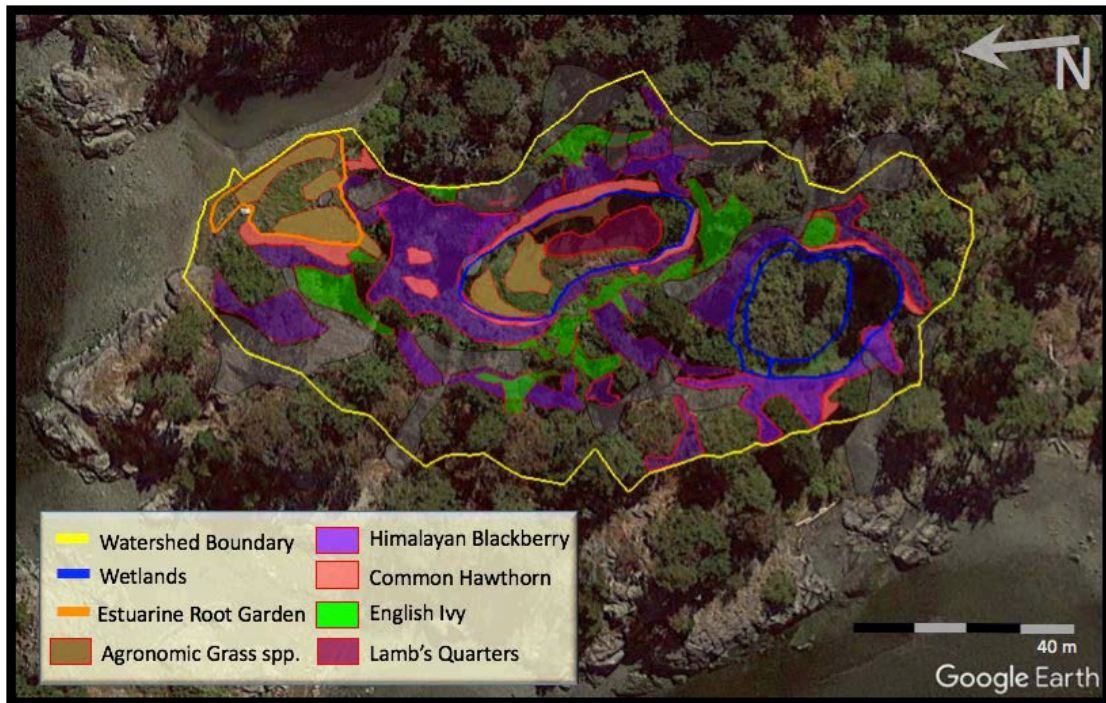 N
Watershed Boundary
Wetlands
Estuarine Root Garden
Agronomic Grass spp.
Himalayan Blackberry
Common Hawthorn
English Ivy
Lamb's Quarters
40 m
Google Earth